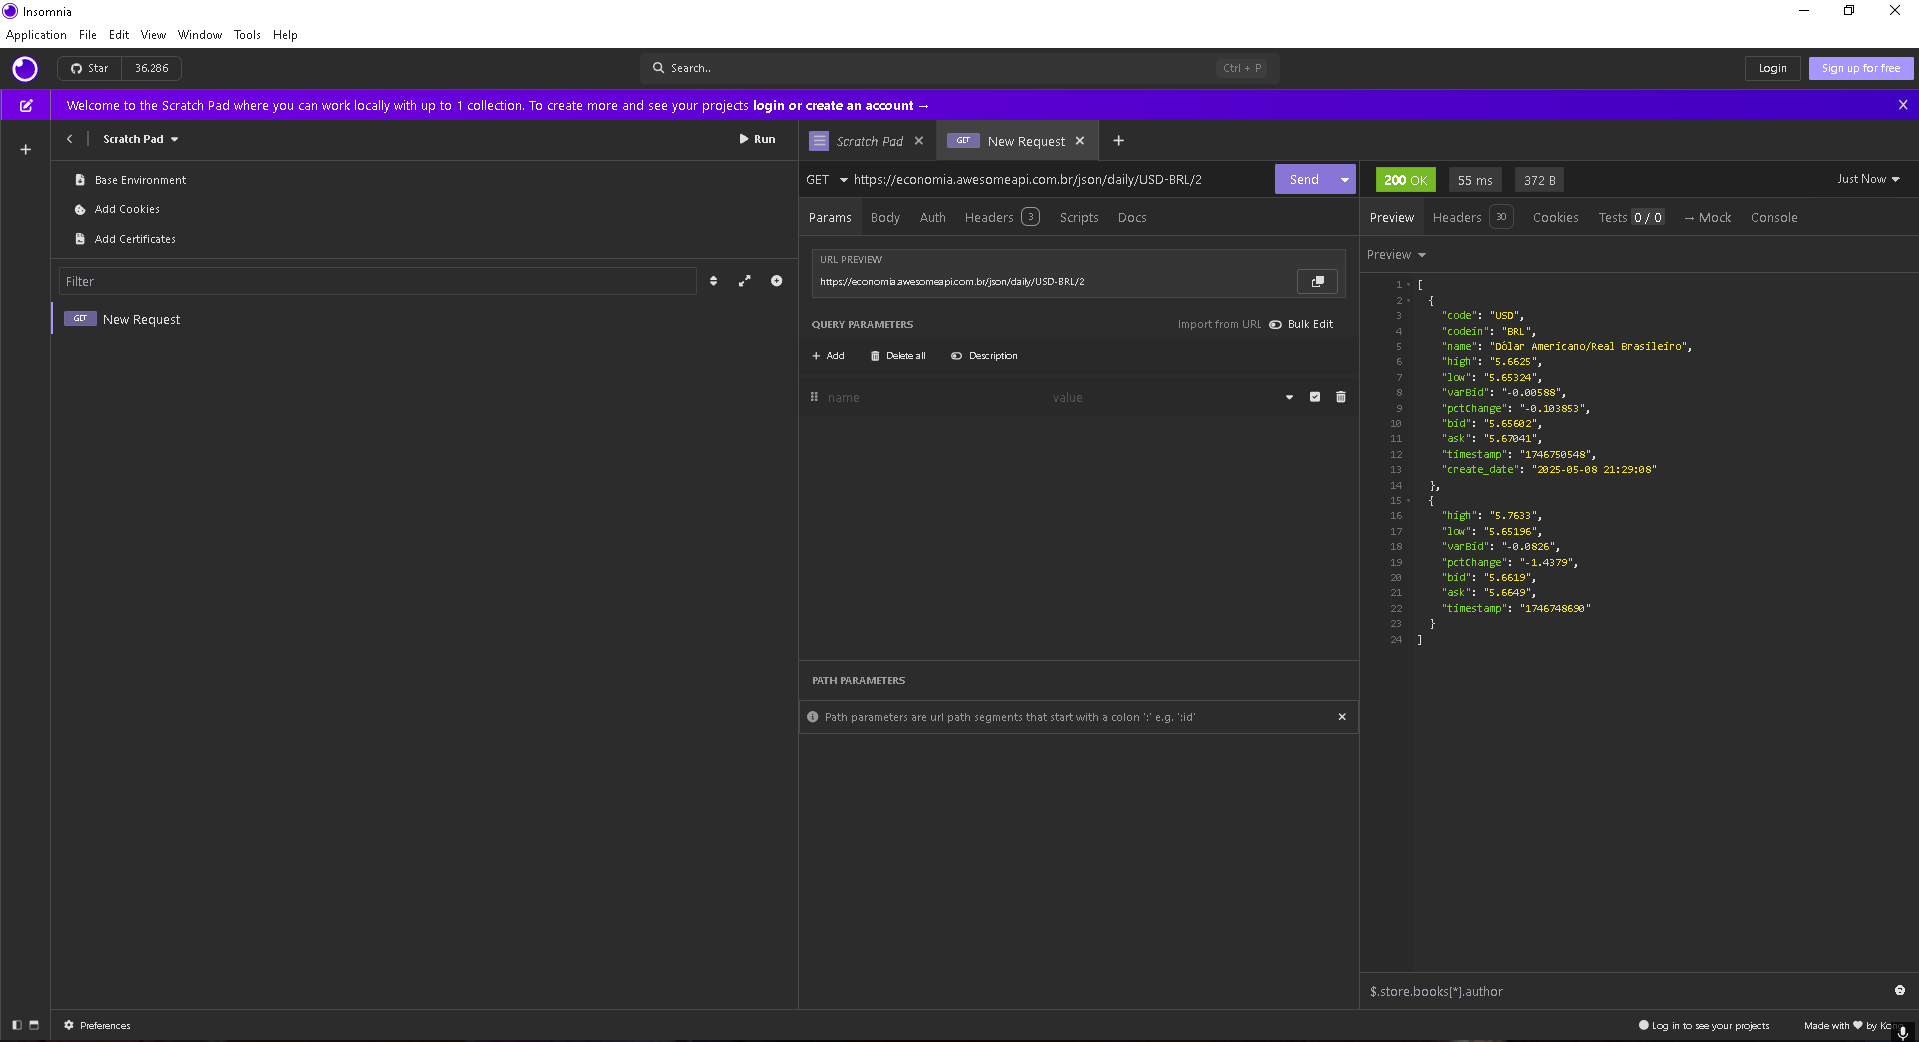 Insomnia
Application File Edit View Window Tools Help
Star 36.286
Search.. Ctrl + P
Login Sign up for free
Welcome to the Scratch Pad where you can work locally with up to 1 collection. To create more and see your projects login or create an account →
Scratch Pad
Run
Base Environment
Add Cookies
Add Certificates
Filter
GET New Request
Scratch Pad
GET New Request
GET https://economia.awesomeapi.com.br/json/daily/USD-BRL/2
Send
Params Body Auth Headers 3 Scripts Docs
URL PREVIEW
https://economia.awesomeapi.com.br/json/daily/USD-BRL/2
QUERY PARAMETERS
Import from URL Bulk Edit
+ Add Delete all Description
name value
PATH PARAMETERS
Path parameters are url path segments that start with a colon ':' e.g. ':id'
200 OK 55 ms 372 B Just Now
Preview Headers 30 Cookies Tests 0 / 0 → Mock Console
Preview
1 [
2 {
3 "code": "USD",
4 "codein": "BRL",
5 "name": "Dólar Americano/Real Brasileiro",
6 "high": "5.6625",
7 "low": "5.65324",
8 "varBid": "-0.00588",
9 "pctChange": "-0.103853",
10 "bid": "5.65602",
11 "ask": "5.67041",
12 "timestamp": "1746750548",
13 "create_date": "2025-05-08 21:29:08"
14 },
15 {
16 "high": "5.7633",
17 "low": "5.65196",
18 "varBid": "-0.0826",
19 "pctChange": "-1.4379",
20 "bid": "5.6619",
21 "ask": "5.6649",
22 "timestamp": "1746748690"
23 }
24 ]
$.store.books[*].author
Preferences
Log in to see your projects Made with ♥ by